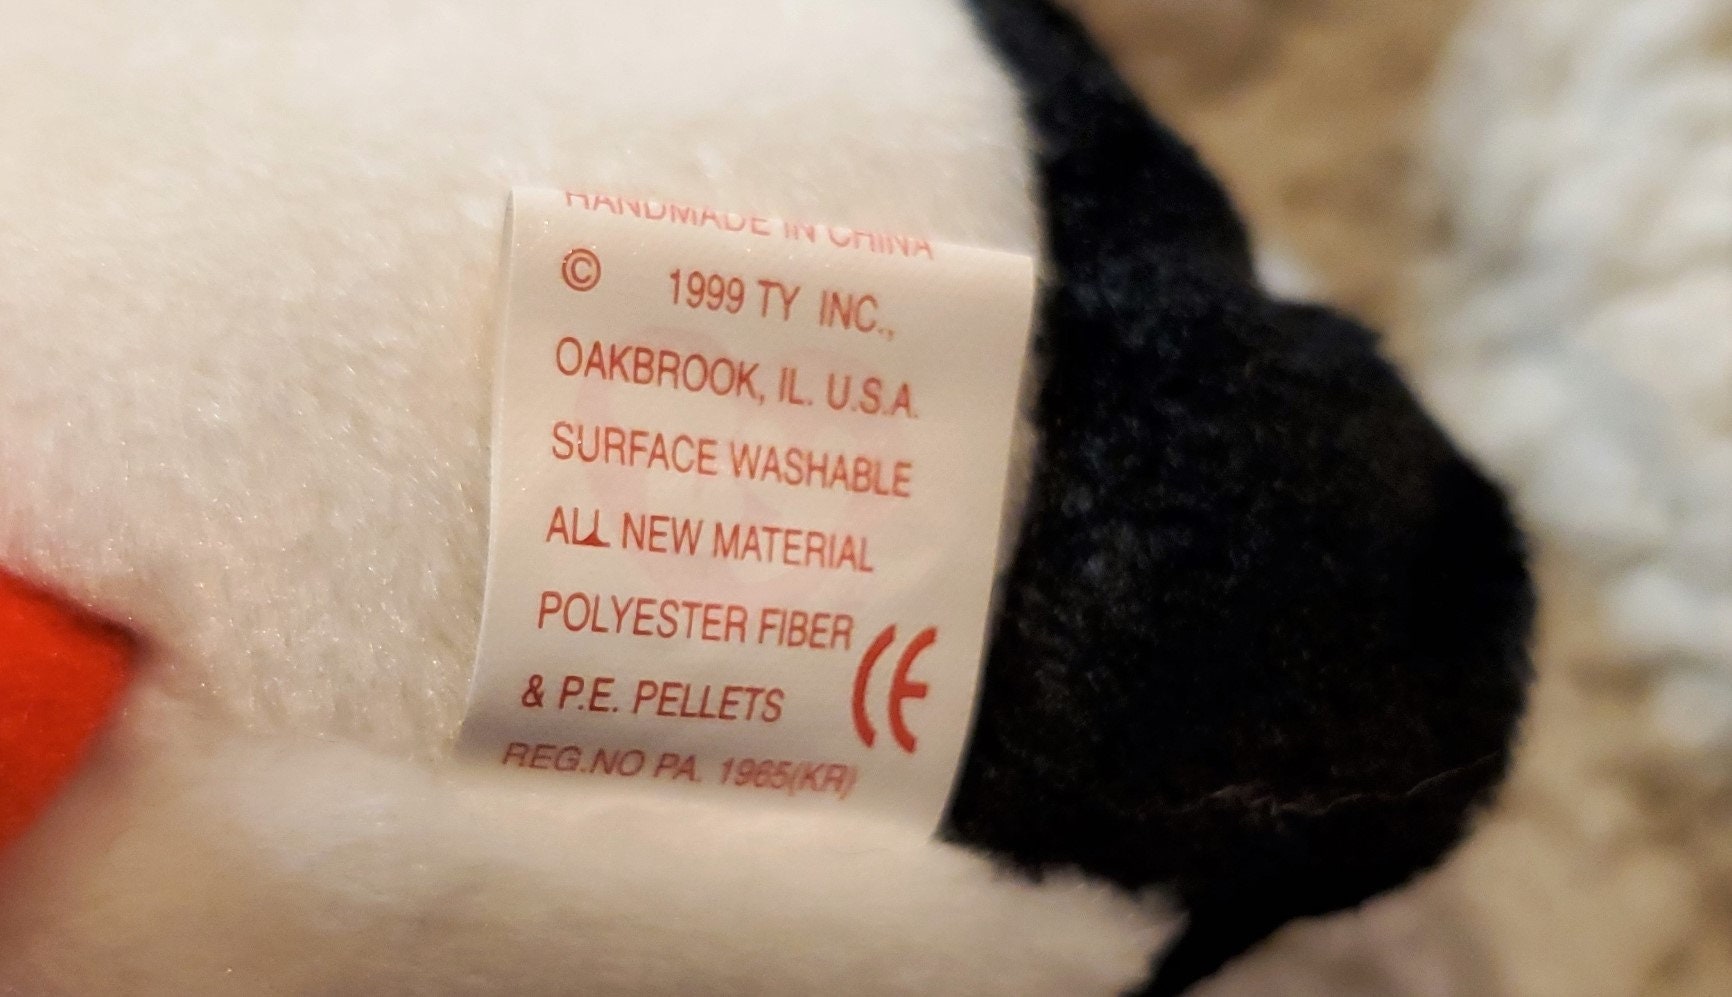 HANDMADE IN CHINA
© 1999 TY INC.,
OAKBROOK, IL. U.S.A.
SURFACE WASHABLE
ALL NEW MATERIAL
POLYESTER FIBER
& P.E. PELLETS CE
REG.NO PA. 1965(KR)